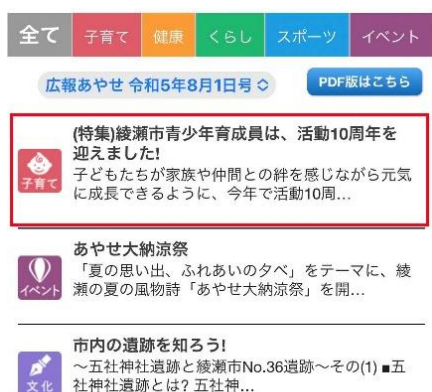 全て 子育て 健康 くらし スポーツ イベント
広報あやせ 令和5年8月1日号 PDF版はこちら
(特集)綾瀬市青少年育成員は、活動10周年を
迎えました!
子育て
子どもたちが家族や仲間との絆を感じながら元気
に成長できるように、今年で活動10周…
あやせ大納涼祭
イベント
「夏の思い出、ふれあいの夕べ」をテーマに、綾
瀬の夏の風物詩「あやせ大納涼祭」を開…
市内の遺跡を知ろう!
文化
～五社神社遺跡と綾瀬市No.36遺跡～その(1) ■五
社神社遺跡とは? 五社神…